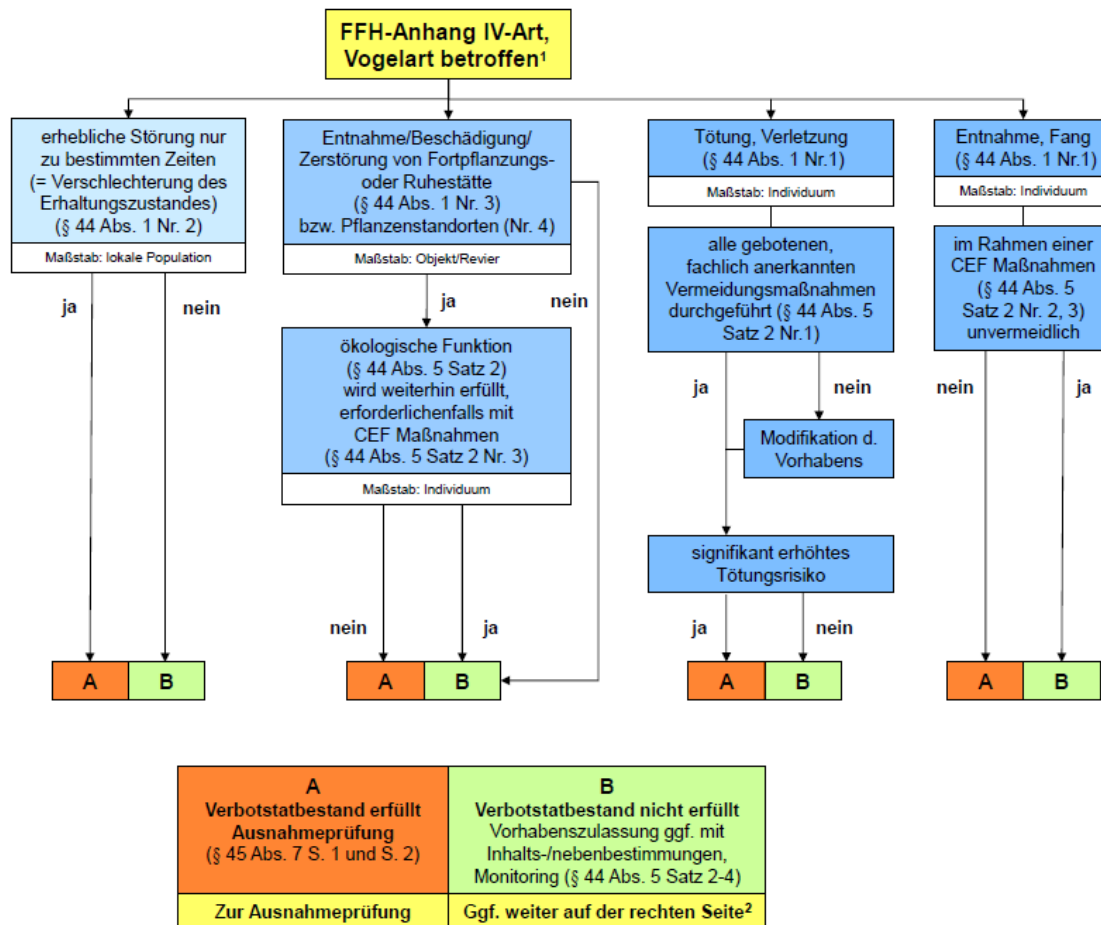 FFH-Anhang IV-Art,
Vogelart betroffen¹
erhebliche Störung nur
zu bestimmten Zeiten
(= Verschlechterung des
Erhaltungszustandes)
(§ 44 Abs. 1 Nr. 2)
Maßstab: lokale Population
ja
nein
A
B
Entnahme/Beschädigung/
Zerstörung von Fortpflanzungs-
oder Ruhestätte
(§ 44 Abs. 1 Nr. 3)
bzw. Pflanzenstandorten (Nr. 4)
Maßstab: Objekt/Revier
ja
nein
ökologische Funktion
(§ 44 Abs. 5 Satz 2)
wird weiterhin erfüllt,
erforderlichenfalls mit
CEF Maßnahmen
(§ 44 Abs. 5 Satz 2 Nr. 3)
Maßstab: Individuum
nein
ja
A
B
Tötung, Verletzung
(§ 44 Abs. 1 Nr.1)
Maßstab: Individuum
alle gebotenen,
fachlich anerkannten
Vermeidungsmaßnahmen
durchgeführt (§ 44 Abs. 5
Satz 2 Nr.1)
ja
nein
Modifikation d.
Vorhabens
signifikant erhöhtes
Tötungsrisiko
ja
nein
A
B
Entnahme, Fang
(§ 44 Abs. 1 Nr.1)
Maßstab: Individuum
im Rahmen einer
CEF Maßnahmen
(§ 44 Abs. 5
Satz 2 Nr. 2, 3)
unvermeidlich
nein
ja
A
B
A
Verbotstatbestand erfüllt
Ausnahmeprüfung
(§ 45 Abs. 7 S. 1 und S. 2)
Zur Ausnahmeprüfung
B
Verbotstatbestand nicht erfüllt
Vorhabenszulassung ggf. mit
Inhalts-/nebenbestimmungen,
Monitoring (§ 44 Abs. 5 Satz 2-4)
Ggf. weiter auf der rechten Seite²